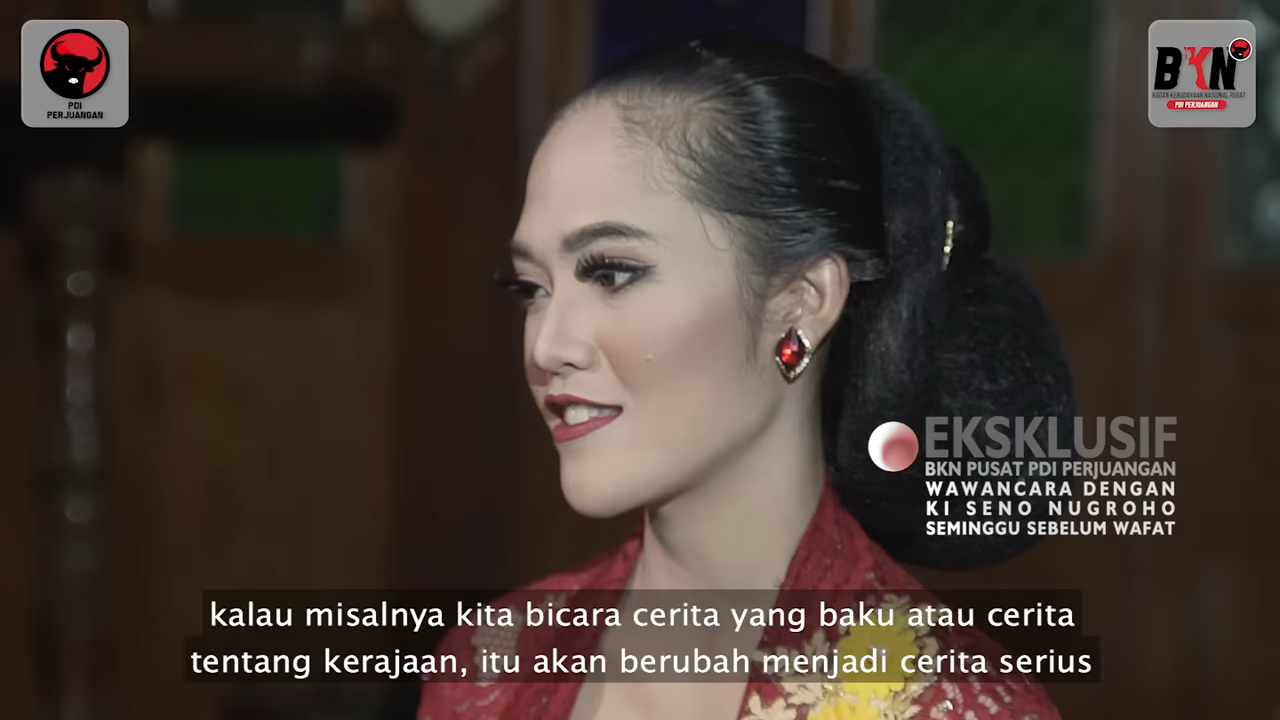 PDI
PERJUANGAN
BKN
BADAN KEBUDAYAAN NASIONAL PUSAT
PDI PERJUANGAN
EKSKLUSIF
BKN PUSAT PDI PERJUANGAN
WAWANCARA DENGAN
KI SENO NUGROHO
SEMINGGU SEBELUM WAFAT
kalau misalnya kita bicara cerita yang baku atau cerita
tentang kerajaan, itu akan berubah menjadi cerita serius